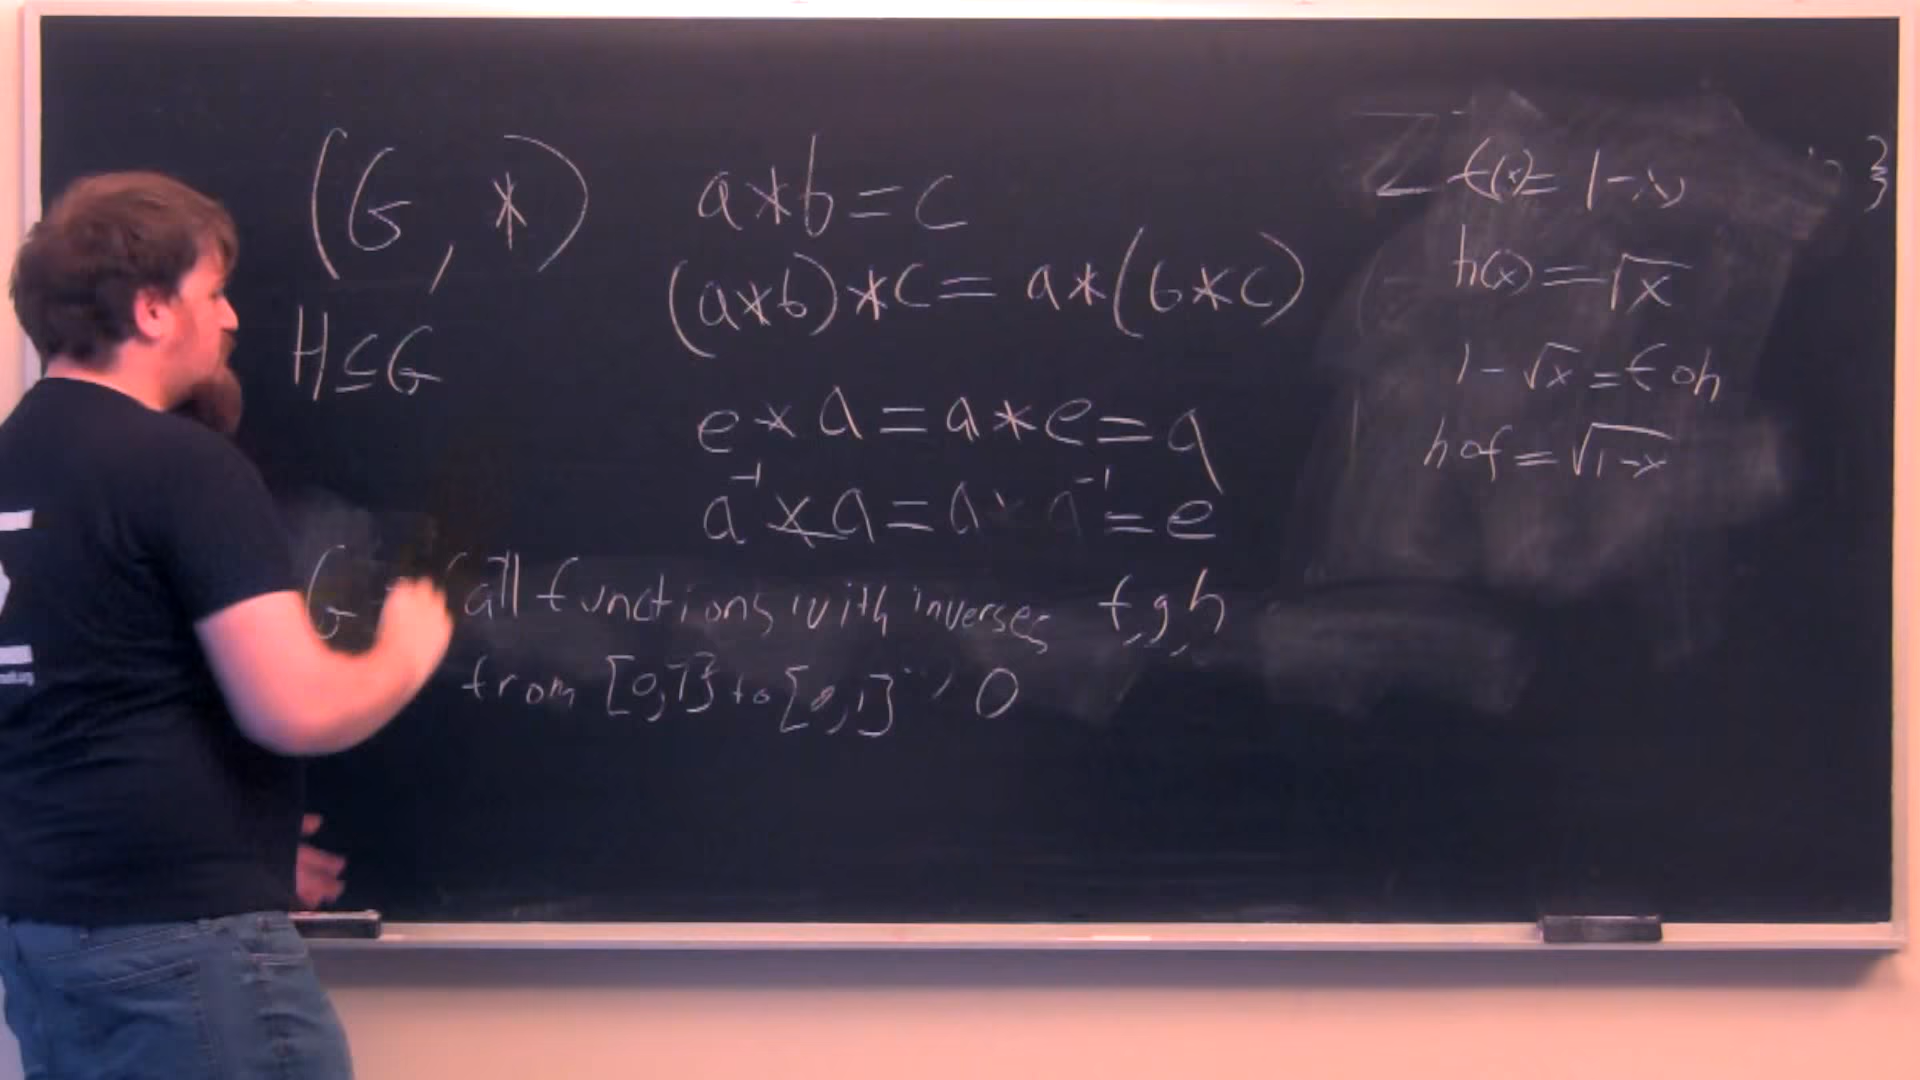 (G, *)
H ⊆ G
a * b = c
(a * b) * c = a * (b * c)
e * a = a * e = a
a⁻¹ * a = a * a⁻¹ = e
G all functions with inverses f, g, h
from [0,1] to [0,1]
Z f(x) = 1 - x }
h(x) = √x
1 - √x = f o h
h o f = √(1-x)